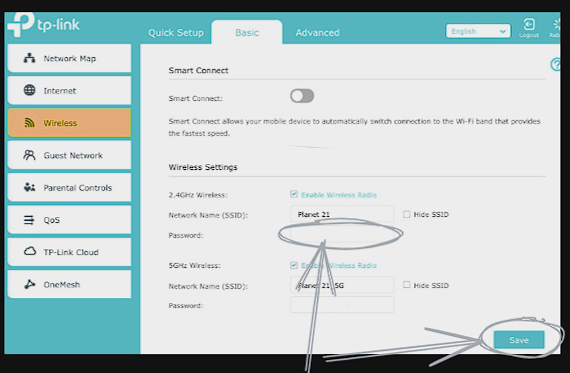 tp-link
Quick Setup
Basic
Advanced
English
Logout
Network Map
Internet
Wireless
Guest Network
Parental Controls
QoS
TP-Link Cloud
OneMesh
Smart Connect
Smart Connect:
Smart Connect allows your mobile device to automatically switch connection to the Wi-Fi band that provides
the fastest speed.
Wireless Settings
2.4GHz Wireless:
Enable Wireless Radio
Network Name (SSID):
Planet 21
Hide SSID
Password:
5GHz Wireless:
Enable Wireless Radio
Network Name (SSID):
Planet 21 5G
Hide SSID
Password:
Save